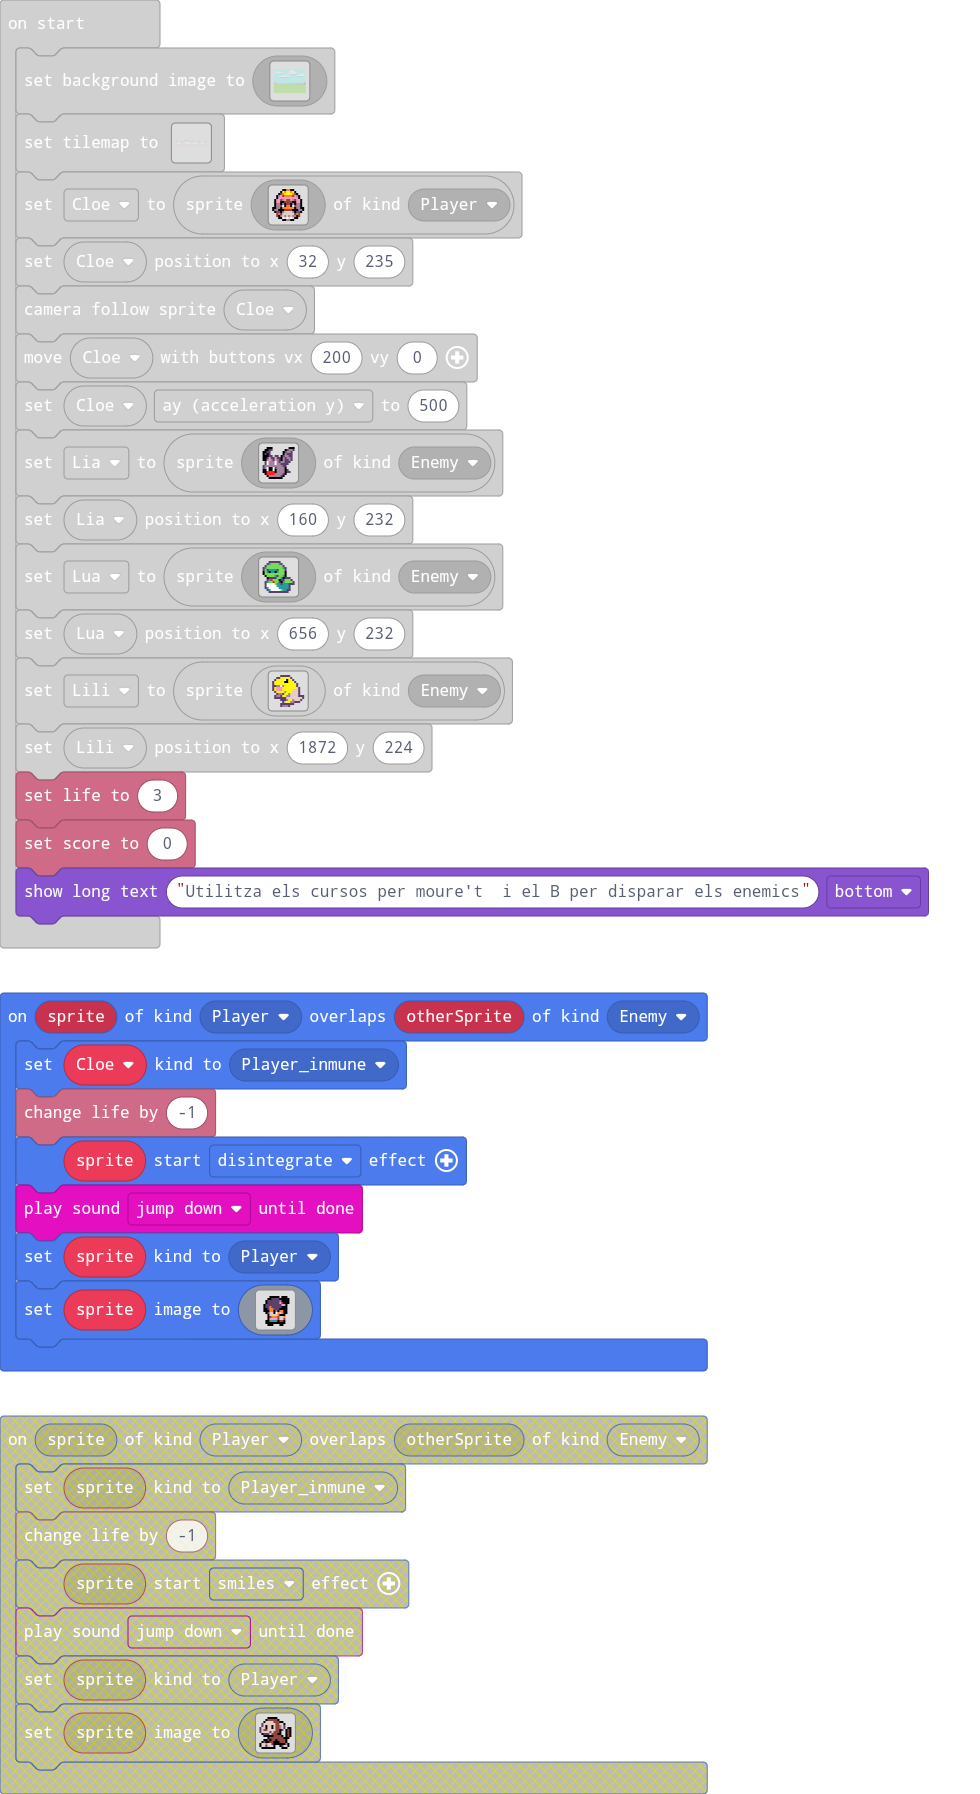 on start
set background image to
set tilemap to
set Cloe to sprite of kind Player
set Cloe position to x 32 y 235
camera follow sprite Cloe
move Cloe with buttons vx 200 vy 0
set Cloe ay (acceleration y) to 500
set Lia to sprite of kind Enemy
set Lia position to x 160 y 232
set Lua to sprite of kind Enemy
set Lua position to x 656 y 232
set Lili to sprite of kind Enemy
set Lili position to x 1872 y 224
set life to 3
set score to 0
show long text "Utilitza els cursos per moure't  i el B per disparar els enemics" bottom
on sprite of kind Player overlaps otherSprite of kind Enemy
set Cloe kind to Player_inmune
change life by -1
sprite start disintegrate effect
play sound jump down until done
set sprite kind to Player
set sprite image to
on sprite of kind Player overlaps otherSprite of kind Enemy
set sprite kind to Player_inmune
change life by -1
sprite start smiles effect
play sound jump down until done
set sprite kind to Player
set sprite image to